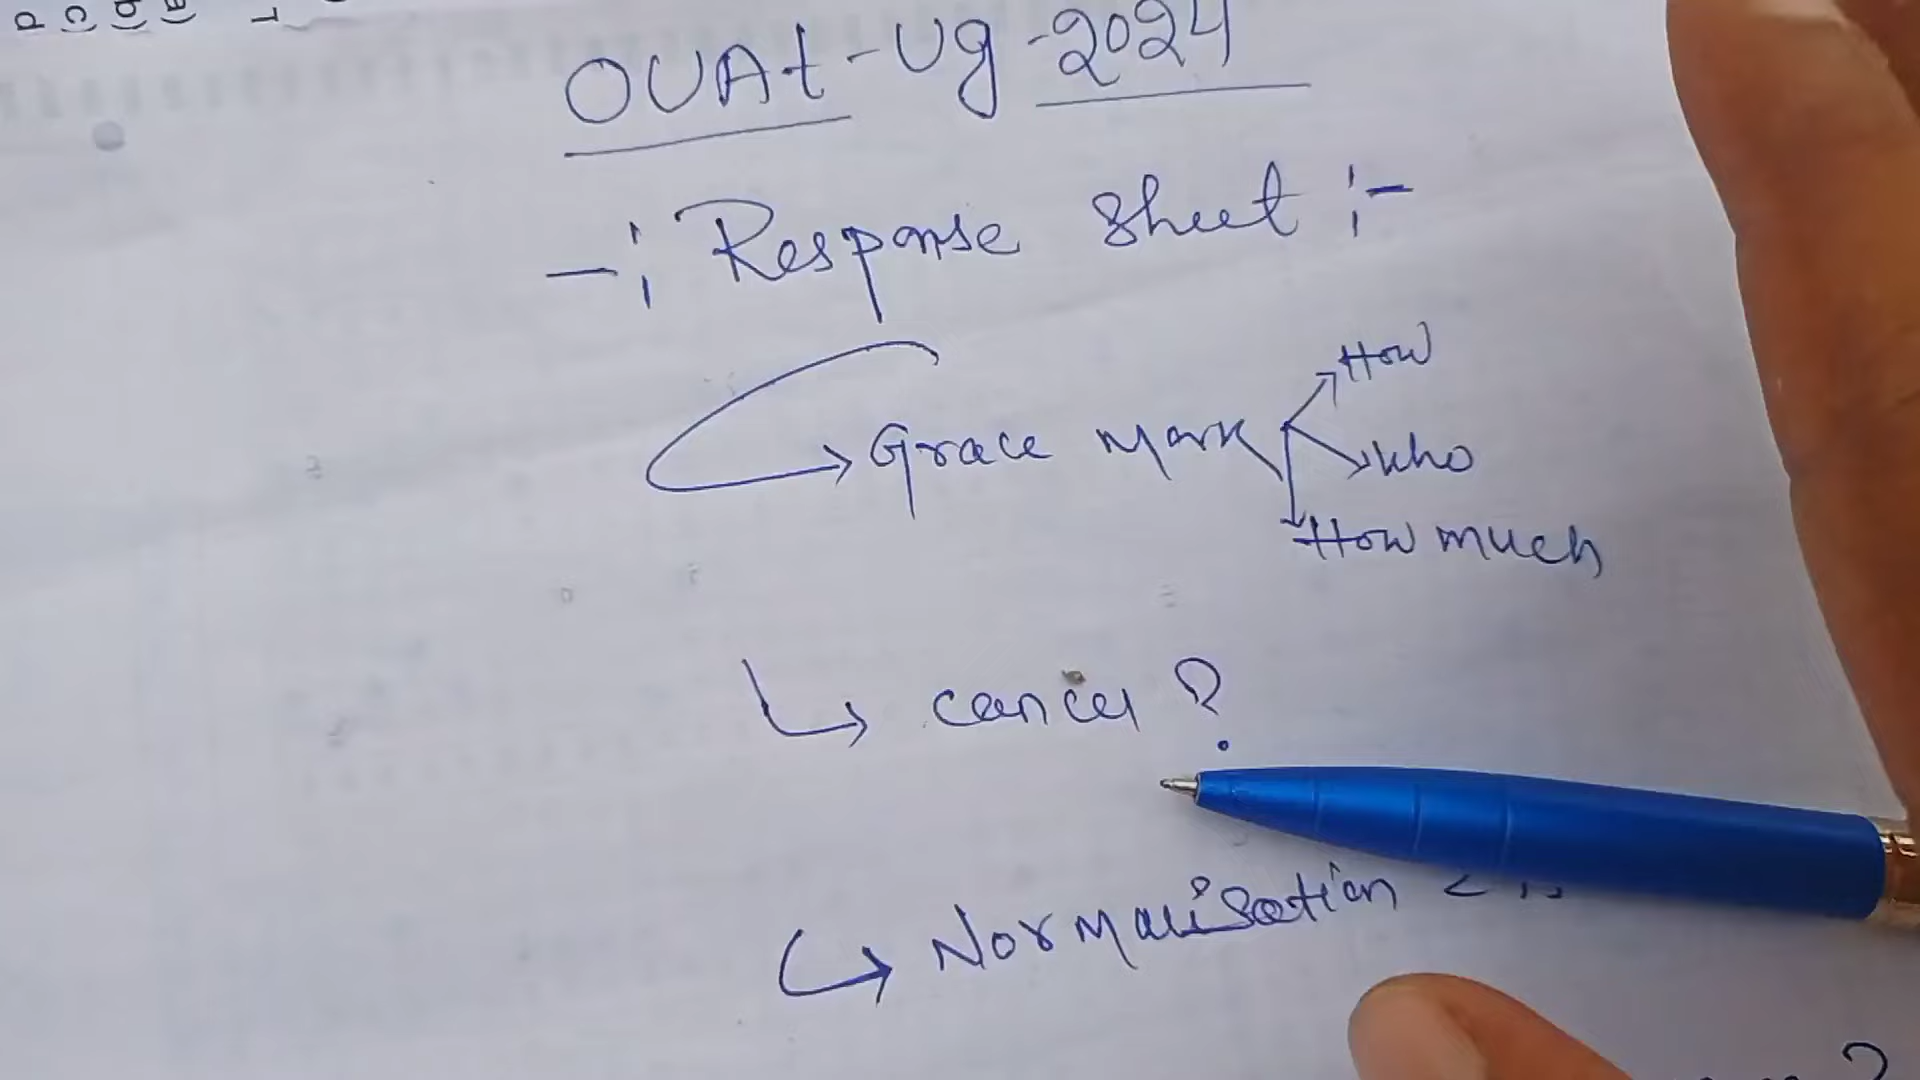 OUAt-Ug-2024
-: Response Sheet :-
→ Grace Mark
→ How
→ who
→ How much
↳ cancel ?
↳ Normalisation